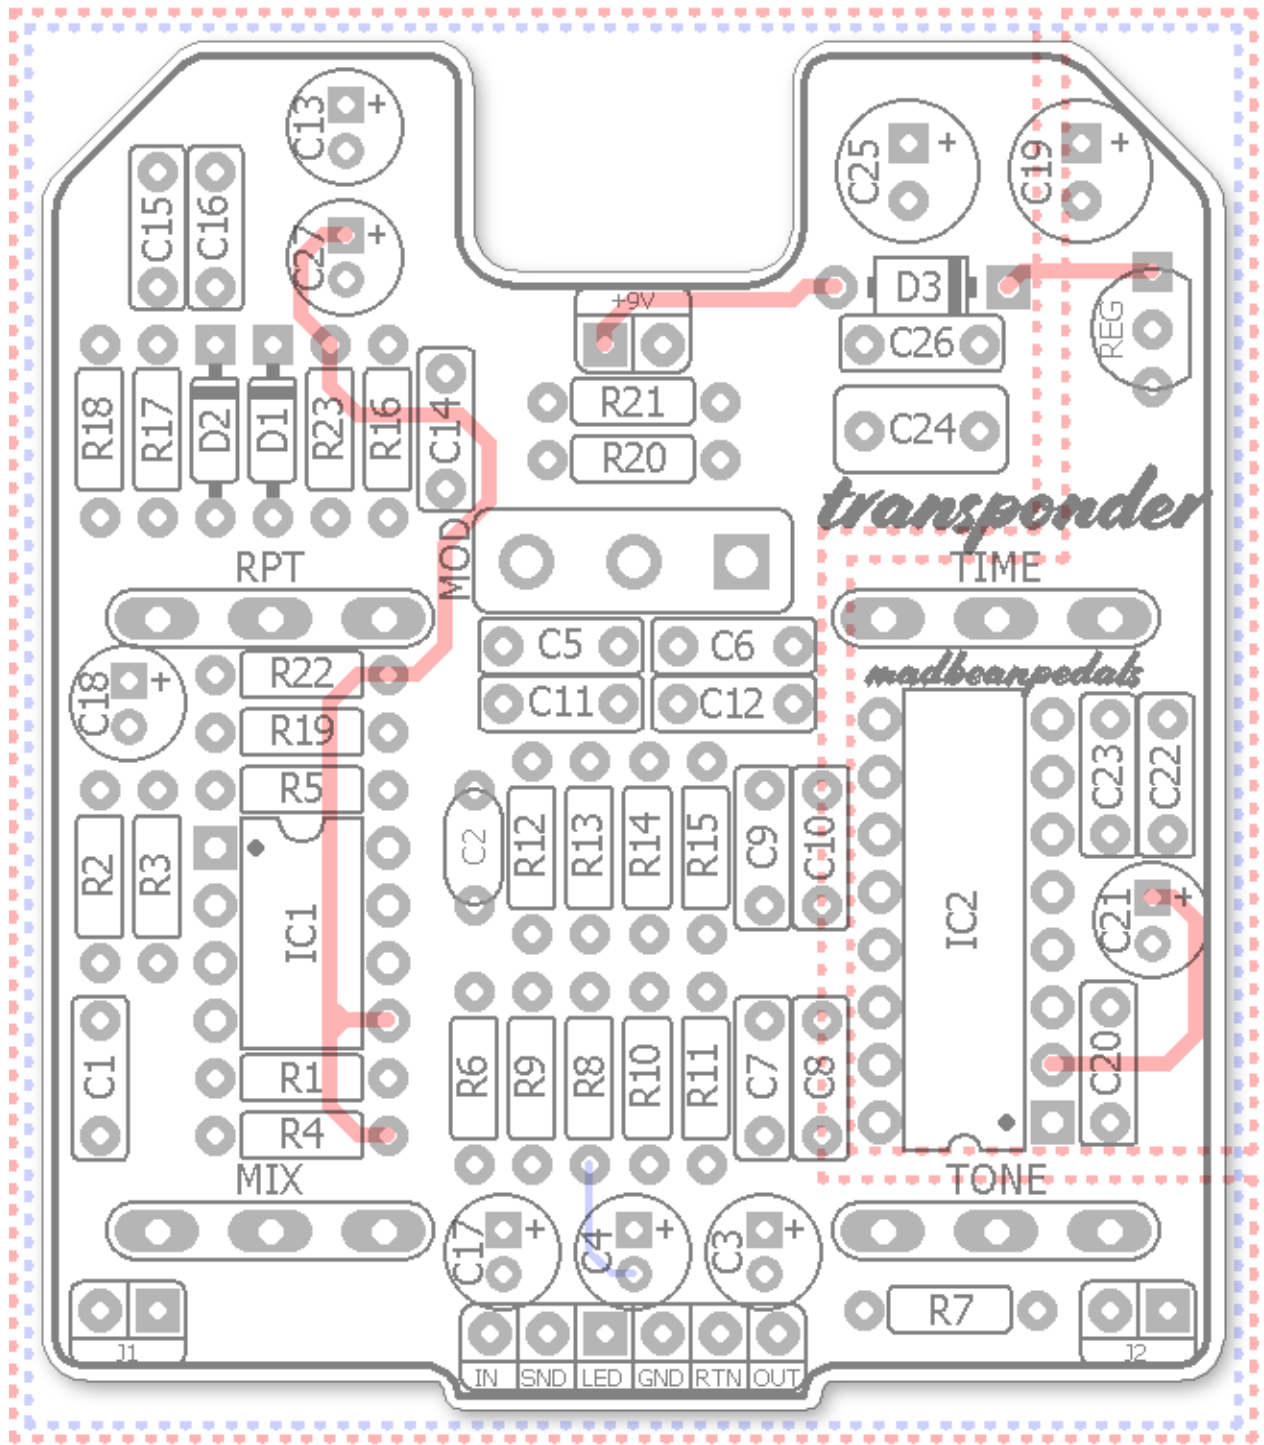 C13 +
C25 +
C19 +
C15
C16
C27 +
+9V
D3
REG
C26
R18
R17
D2
D1
R23
R16
C14
R21
R20
C24
transponder
RPT
MOD
TIME
C5
C6
C18 +
R22
C11
C12
madbeanpedals
R19
R5
R2
R3
IC1
C2
R12
R13
R14
R15
C9
C10
IC2
C23
C22
C21 +
C1
R1
R4
R6
R9
R8
R10
R11
C7
C8
C20
MIX
TONE
C17 +
C4 +
C3 +
J1
R7
J2
IN SND LED GND RTN OUT